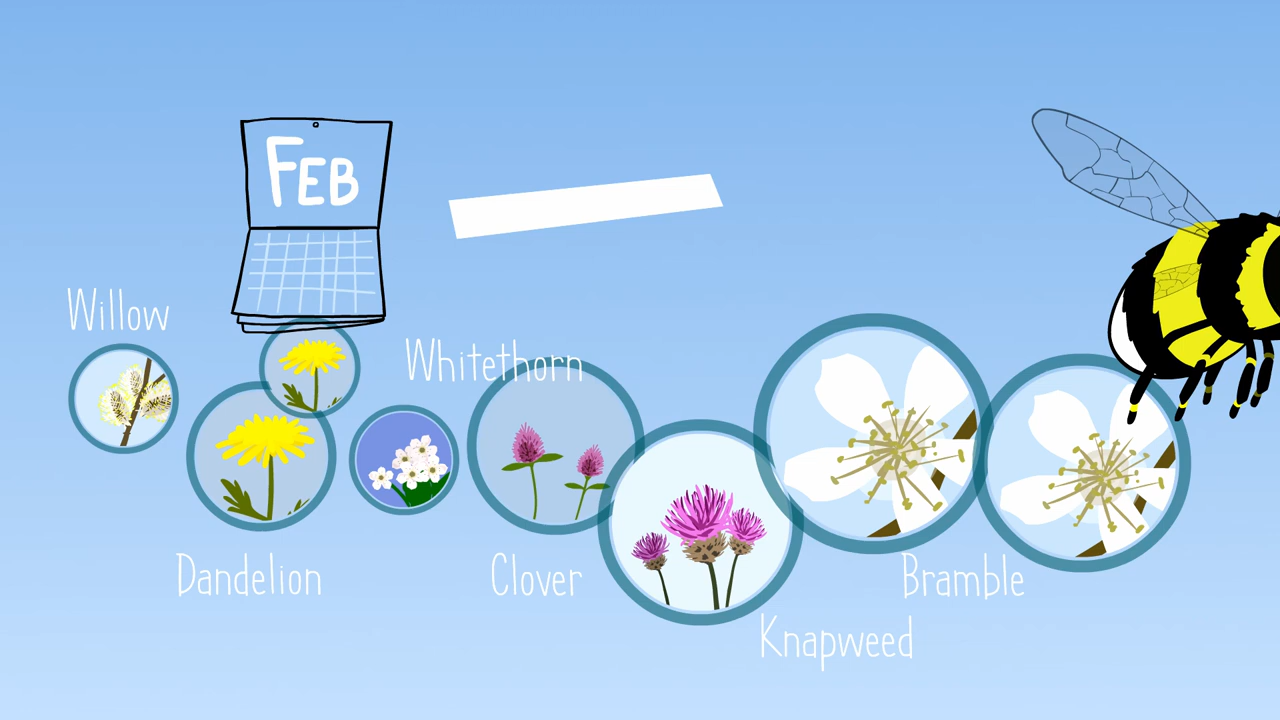 FEB
Willow
Whitethorn
Dandelion
Clover
Bramble
Knapweed